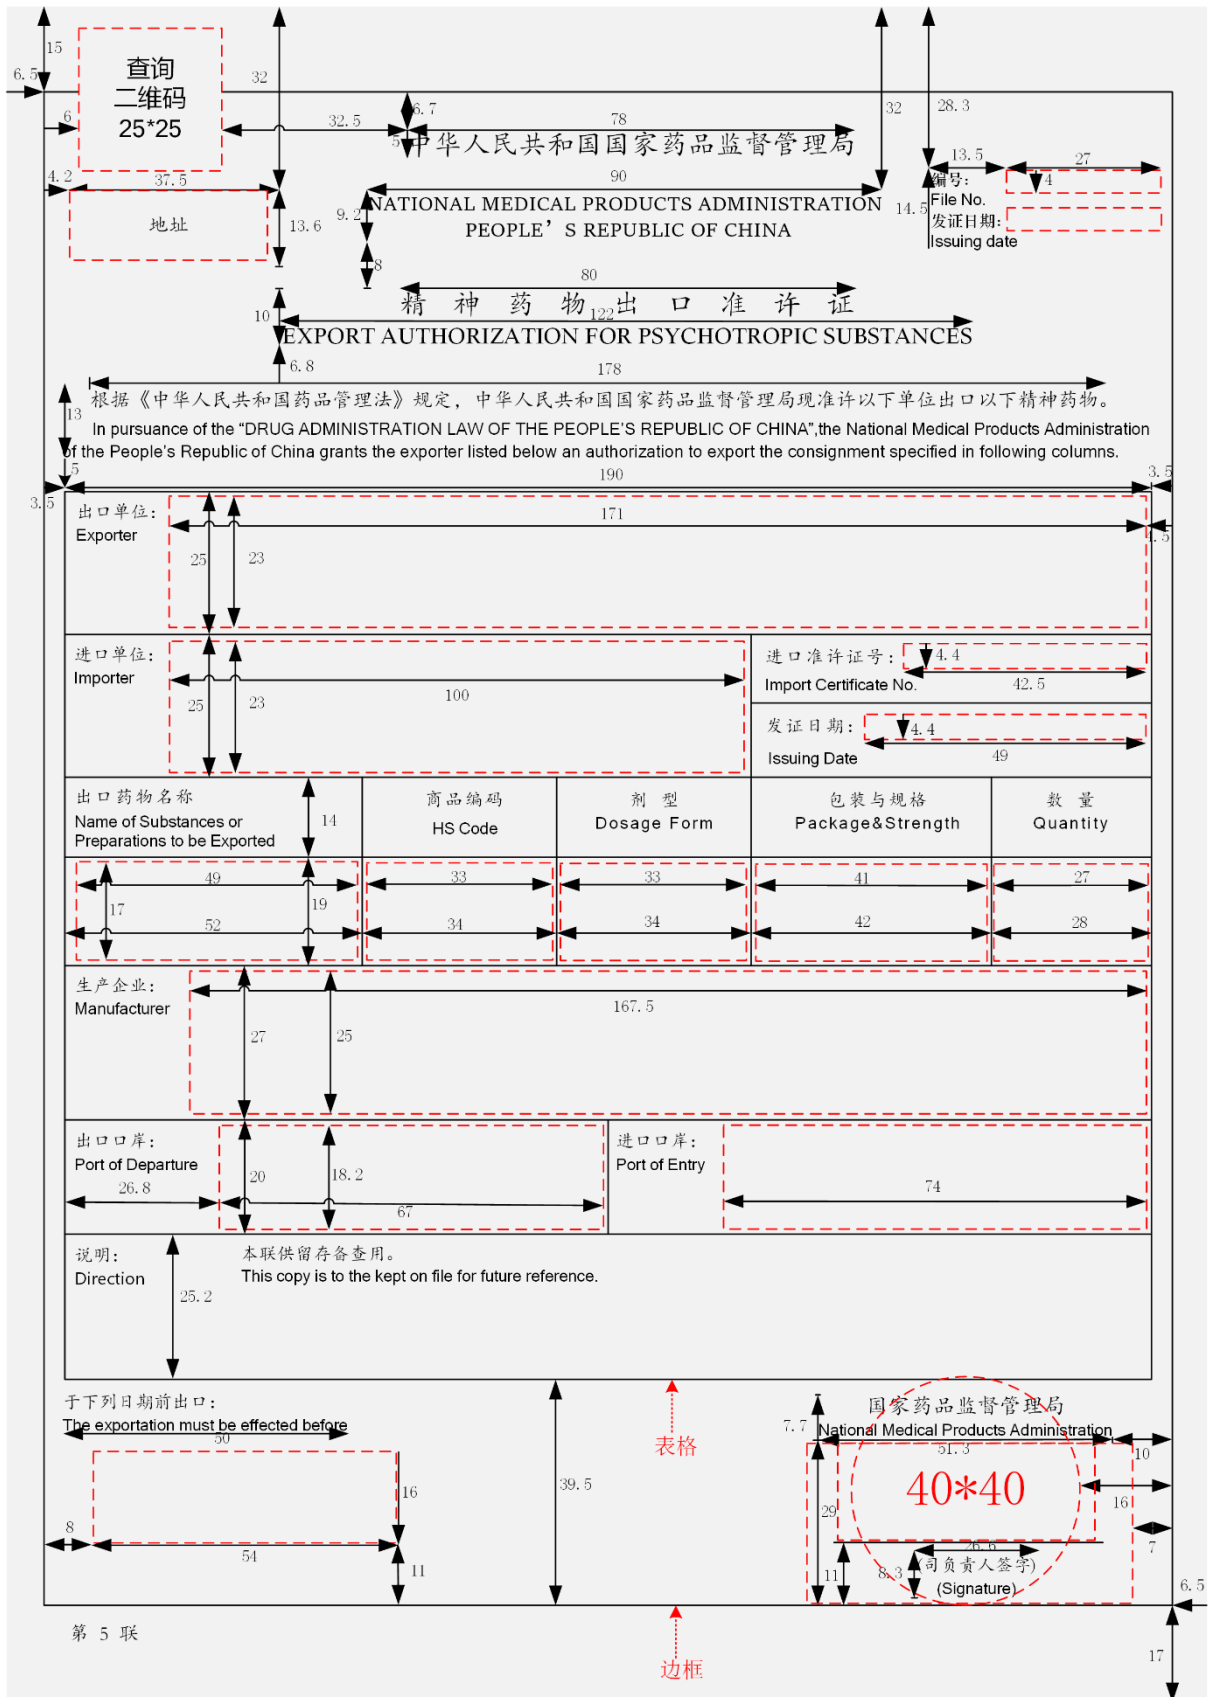 15
6.5
查询
二维码
25*25
6
32
32.5
6.7
5
78
32
28.3
中华人民共和国国家药品监督管理局
13.5
27
4.2
37.5
90
编号:
4
File No.
14.5
发证日期:
Issuing date
地址
13.6
9.2
NATIONAL MEDICAL PRODUCTS ADMINISTRATION
PEOPLE’S REPUBLIC OF CHINA
8
80
精神药物出口准许证
10
122
EXPORT AUTHORIZATION FOR PSYCHOTROPIC SUBSTANCES
6.8
178
13
根据《中华人民共和国药品管理法》规定，中华人民共和国国家药品监督管理局现准许以下单位出口以下精神药物。
In pursuance of the “DRUG ADMINISTRATION LAW OF THE PEOPLE'S REPUBLIC OF CHINA”,the National Medical Products Administration
of the People's Republic of China grants the exporter listed below an authorization to export the consignment specified in following columns.
5
190
3.5
3.5
出口单位:
Exporter
171
4.5
25
23
进口单位:
Importer
100
25
23
进口准许证号:
4.4
Import Certificate No.
42.5
发证日期:
4.4
Issuing Date
49
出口药物名称
Name of Substances or
Preparations to be Exported
14
商品编码
HS Code
剂 型
Dosage Form
包装与规格
Package&Strength
数 量
Quantity
49
33
33
41
27
17
19
52
34
34
42
28
生产企业:
Manufacturer
167.5
27
25
出口口岸:
Port of Departure
26.8
20
18.2
67
进口口岸:
Port of Entry
74
说明:
Direction
25.2
本联供留存备查用。
This copy is to the kept on file for future reference.
于下列日期前出口:
The exportation must be effected before
50
16
8
54
11
39.5
表格
国家药品监督管理局
7.7
National Medical Products Administration
51.3
10
40*40
29
16
7
26.6
11
8.3
(司负责人签字)
(Signature)
6.5
第 5 联
边框
17